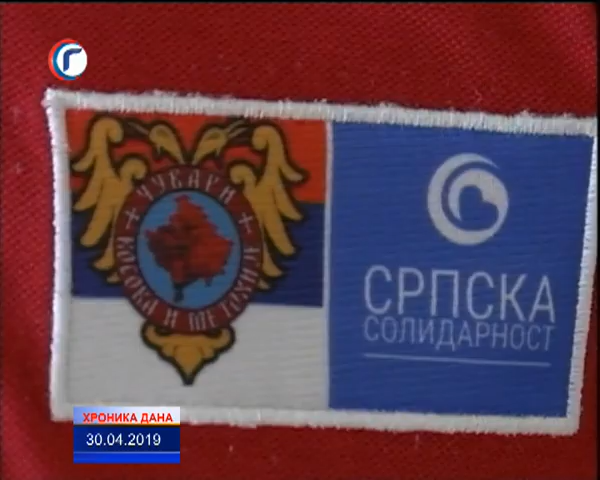 Г
ЧУВАРИ
КОСОВА И МЕТОХИЈЕ
СРПСКА
СОЛИДАРНОСТ
ХРОНИКА ДАНА
30.04.2019